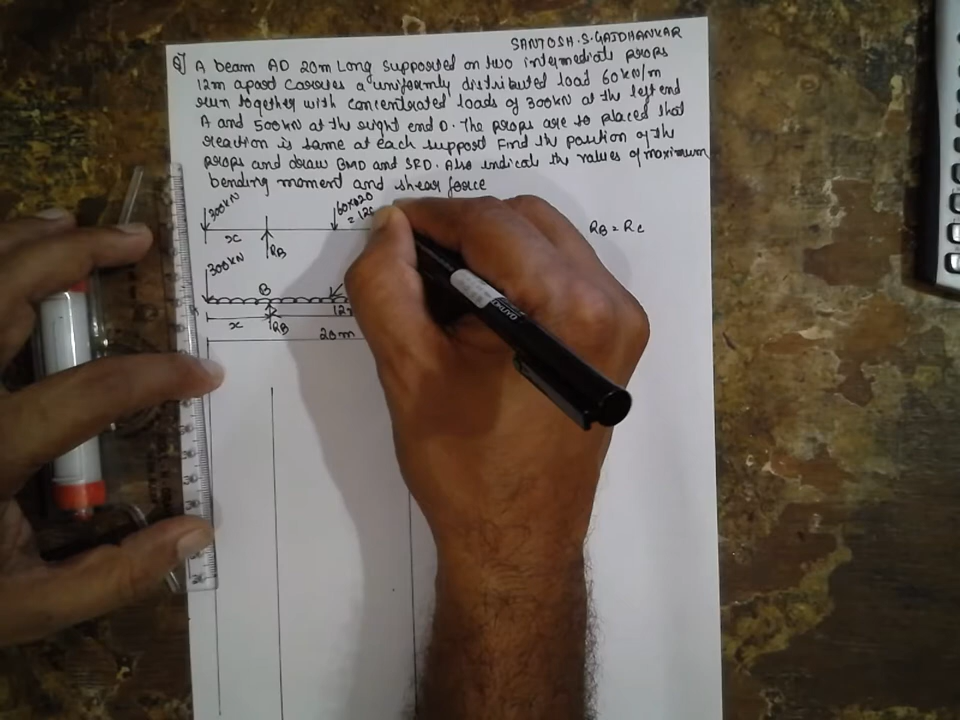 SANTOSH.S.GAJDHANKAR
Q] A beam AD 20m Long supported on two intermediate props
12m apart carries a uniformly distributed load 60kN/m
run together with concentrated loads of 300kN at the left end
A and 500kN at the right end D. The props are so placed that
reaction is same at each support Find the position of the
props and draw BMD and SFD. Also indicate the values of maximum
bending moment and shear force
300kN
60×20
x
RB
RB = Rc
300kN
B
x
RB
20m